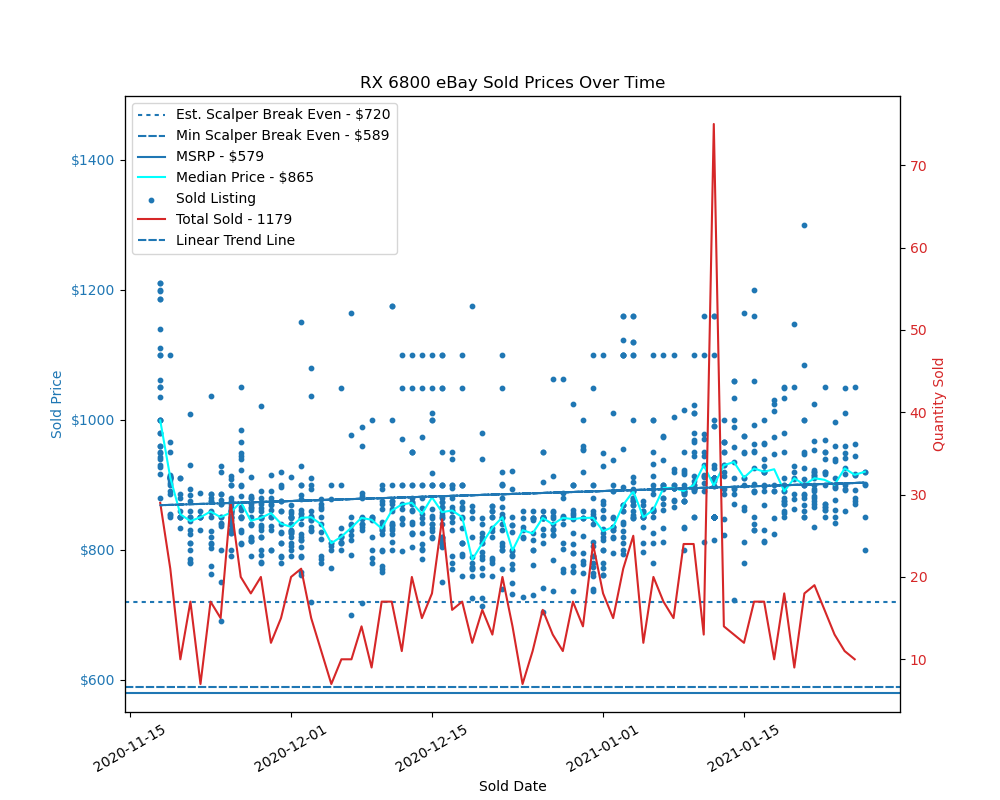 RX 6800 eBay Sold Prices Over Time
Est. Scalper Break Even - $720
Min Scalper Break Even - $589
MSRP - $579
Median Price - $865
Sold Listing
Total Sold - 1179
Linear Trend Line
$1400
$1200
$1000
$800
$600
Sold Price
70
60
50
40
30
20
10
Quantity Sold
2020-11-15
2020-12-01
2020-12-15
2021-01-01
2021-01-15
Sold Date